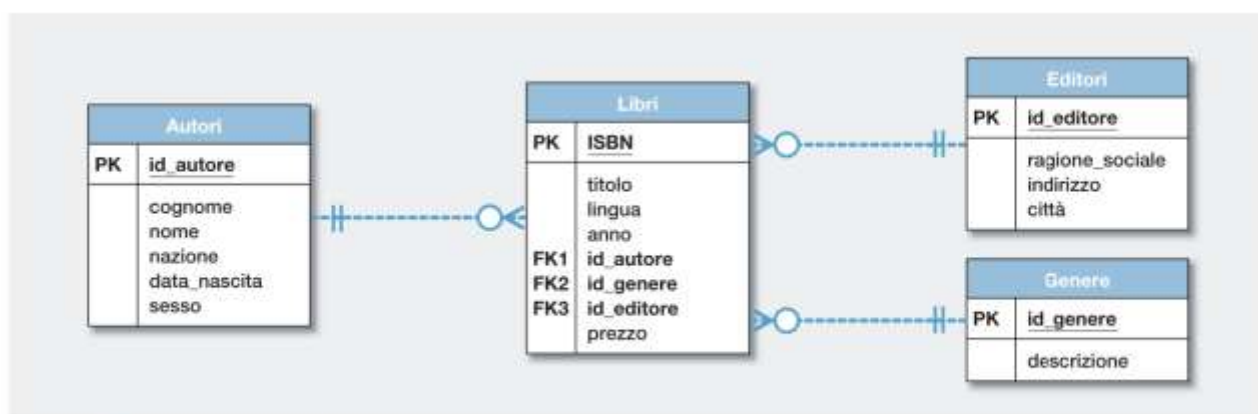 Autori
PK id_autore
cognome
nome
nazione
data_nascita
sesso
Libri
PK ISBN
titolo
lingua
anno
FK1 id_autore
FK2 id_genere
FK3 id_editore
prezzo
Editori
PK id_editore
ragione_sociale
indirizzo
città
Genere
PK id_genere
descrizione